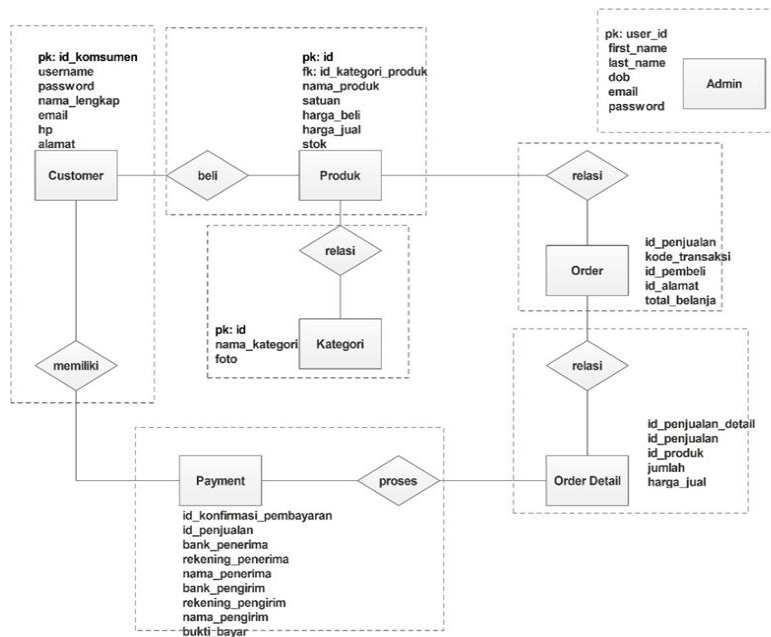 pk: id_komsumen
username
password
nama_lengkap
email
hp
alamat
Customer
beli
pk: id
fk: id_kategori_produk
nama_produk
satuan
harga_beli
harga_jual
stok
Produk
pk: user_id
first_name
last_name
dob
email
password
Admin
relasi
id_penjualan
kode_transaksi
id_pembeli
id_alamat
total_belanja
Order
relasi
pk: id
nama_kategori
foto
Kategori
memiliki
relasi
id_penjualan_detail
id_penjualan
id_produk
jumlah
harga_jual
Order Detail
Payment
proses
id_konfirmasi_pembayaran
id_penjualan
bank_penerima
rekening_penerima
nama_penerima
bank_pengirim
rekening_pengirim
nama_pengirim
bukti_bayar